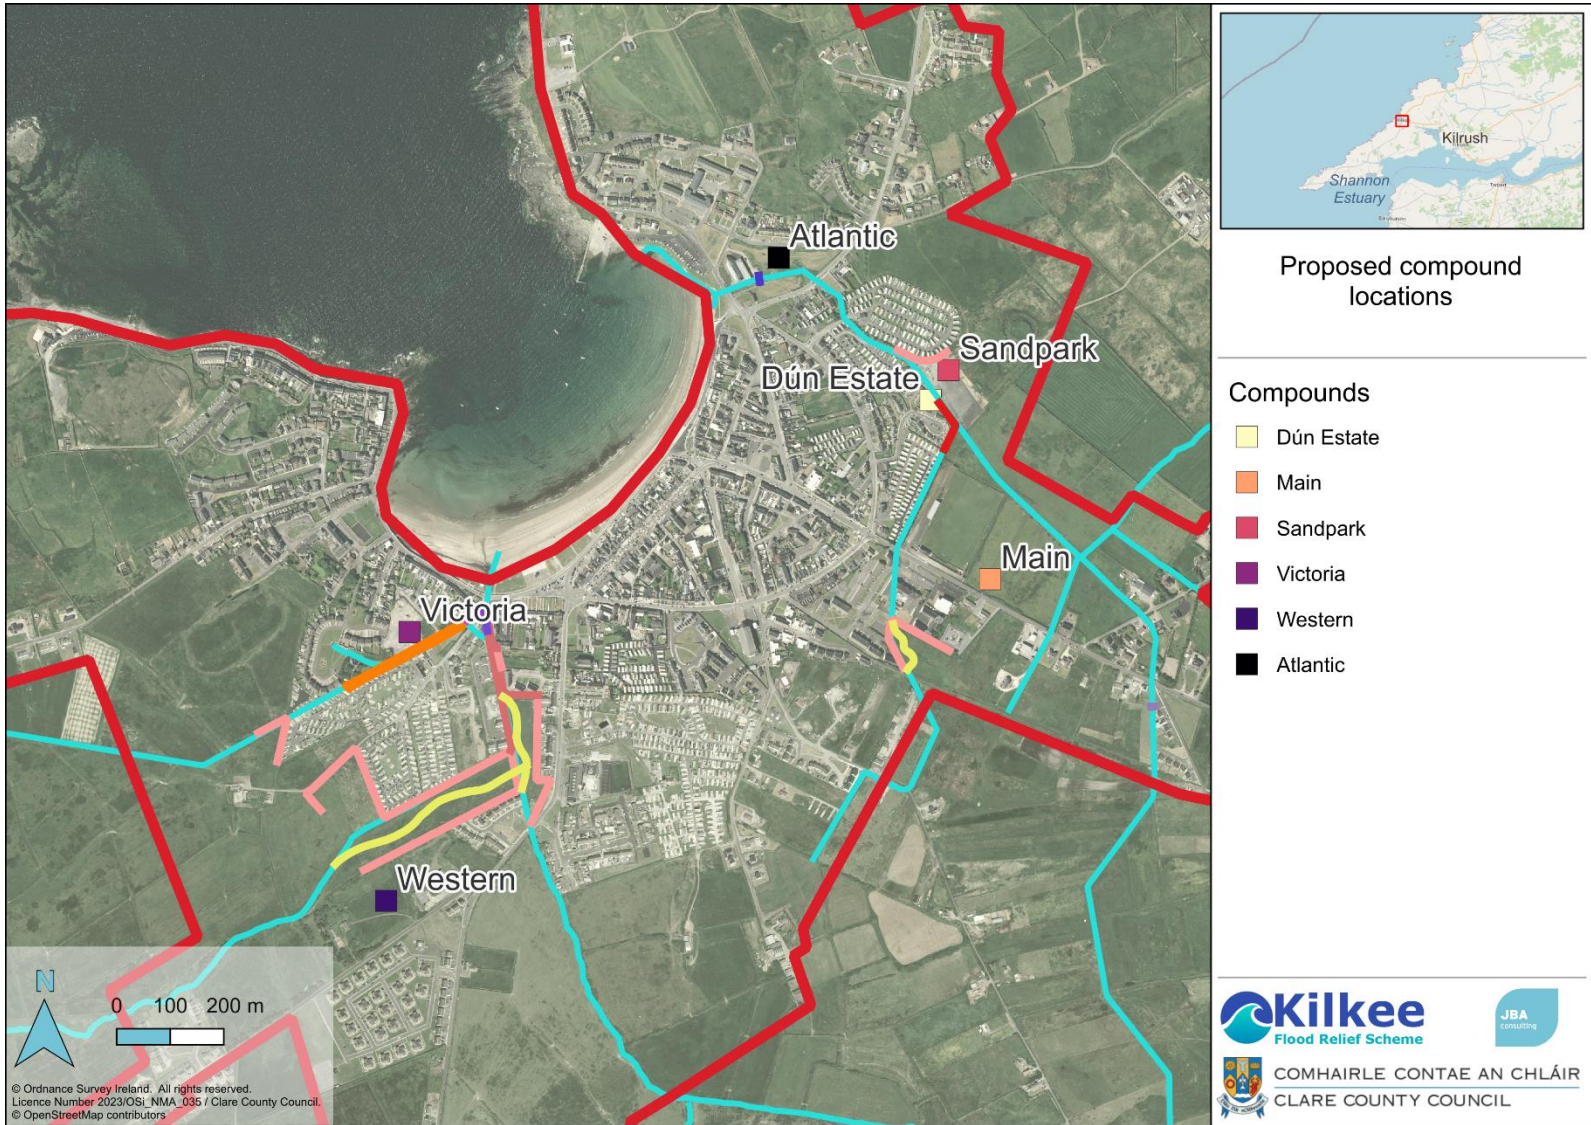 Atlantic
Sandpark
Dún Estate
Main
Victoria
Western
N
0 100 200 m
© Ordnance Survey Ireland. All rights reserved.
Licence Number 2023/OSi_NMA_035 / Clare County Council.
© OpenStreetMap contributors
Kilrush
Shannon
Estuary
Proposed compound
locations
Compounds
Dún Estate
Main
Sandpark
Victoria
Western
Atlantic
Kilkee
Flood Relief Scheme
JBA
consulting
COMHAIRLE CONTAE AN CHLÁIR
CLARE COUNTY COUNCIL